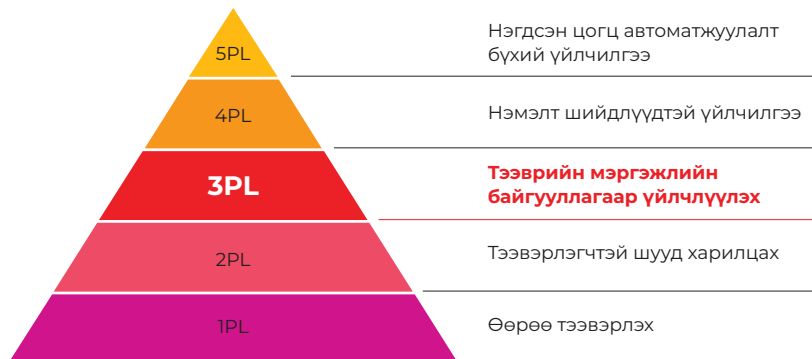 5PL
Нэгдсэн цогц автоматжуулалт
бүхий үйлчилгээ
4PL
Нэмэлт шийдлүүдтэй үйлчилгээ
3PL
Тээврийн мэргэжлийн
байгууллагаар үйлчлүүлэх
2PL
Тээвэрлэгчтэй шууд харилцах
1PL
Өөрөө тээвэрлэх